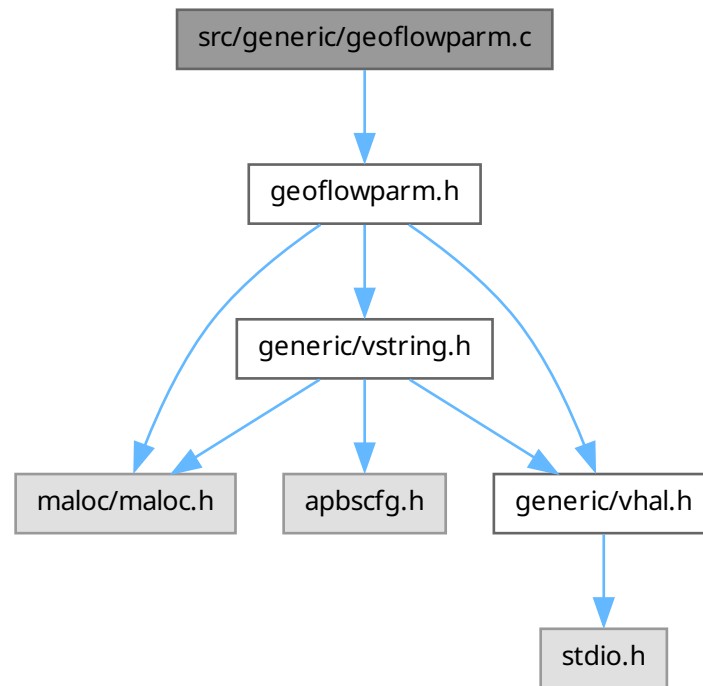 src/generic/geoflowparm.c
geoflowparm.h
generic/vstring.h
maloc/maloc.h
apbscfg.h
generic/vhal.h
stdio.h